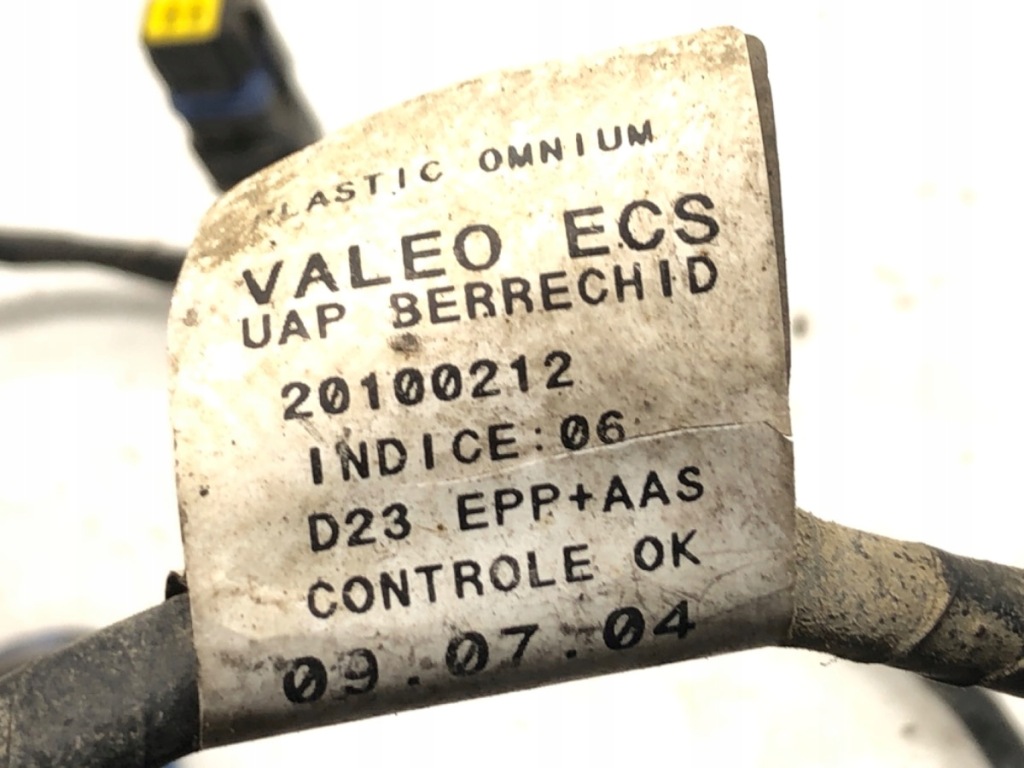 PLASTIC OMNIUM
VALEO ECS
UAP BERRECHID
20100212
INDICE:06
D23 EPP+AAS
CONTROLE OK
09.07.04